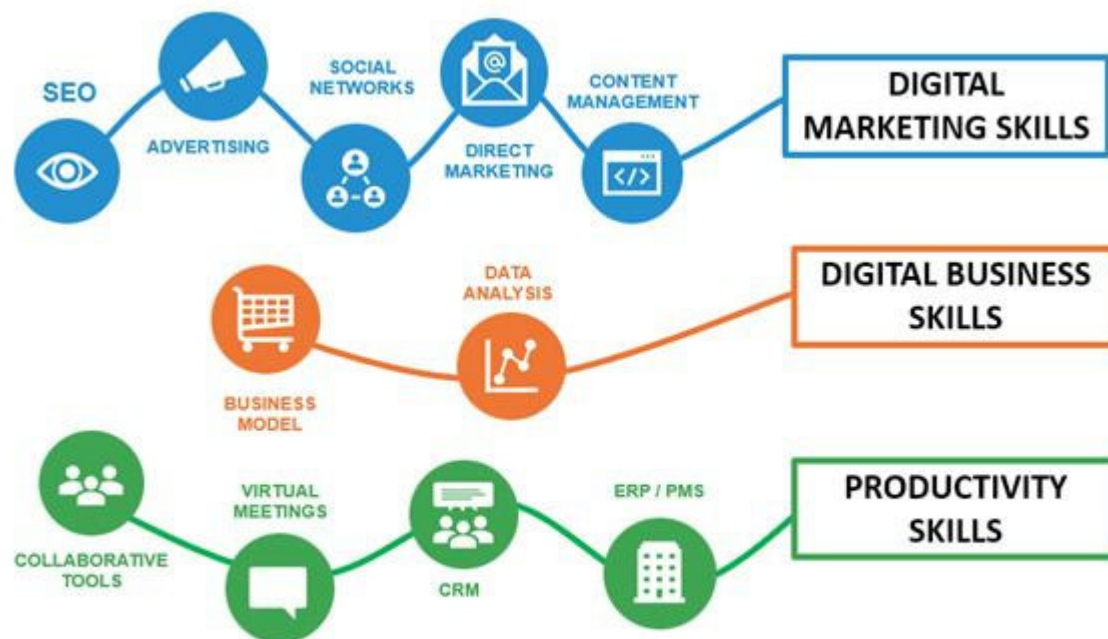 SEO
ADVERTISING
SOCIAL
NETWORKS
@
DIRECT
MARKETING
CONTENT
MANAGEMENT
</>
DIGITAL
MARKETING SKILLS
BUSINESS
MODEL
DATA
ANALYSIS
DIGITAL BUSINESS
SKILLS
COLLABORATIVE
TOOLS
VIRTUAL
MEETINGS
CRM
ERP / PMS
PRODUCTIVITY
SKILLS